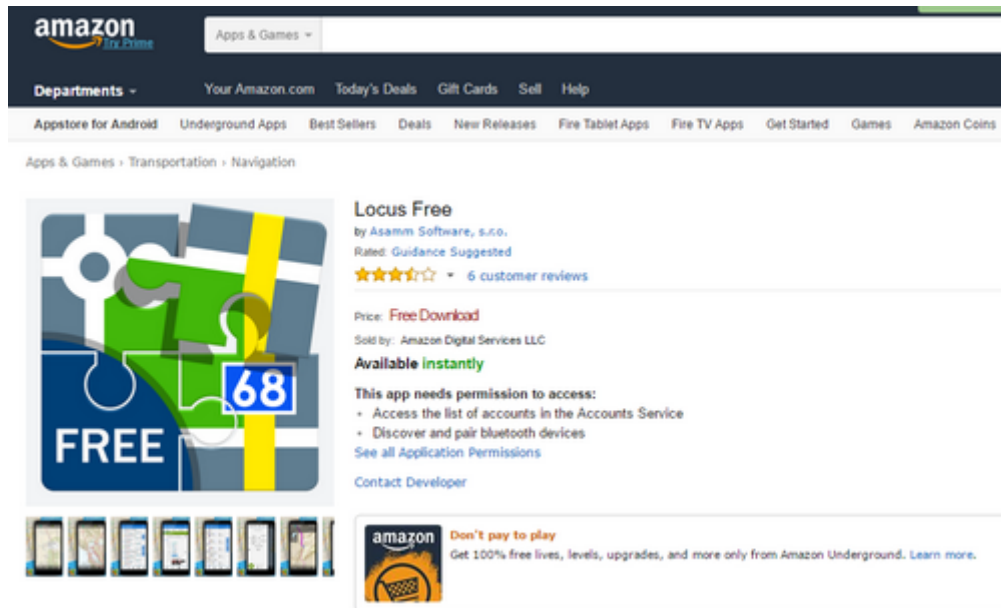 amazon
Try Prime
Apps & Games
Departments
Your Amazon.com Today's Deals Gift Cards Sell Help
Appstore for Android Underground Apps Best Sellers Deals New Releases Fire Tablet Apps Fire TV Apps Get Started Games Amazon Coins
Apps & Games › Transportation › Navigation
68
FREE
Locus Free
by Asamm Software, s.r.o.
Rated: Guidance Suggested
6 customer reviews
Price: Free Download
Sold by: Amazon Digital Services LLC
Available instantly
This app needs permission to access:
Access the list of accounts in the Accounts Service
Discover and pair bluetooth devices
See all Application Permissions
Contact Developer
amazon
Don't pay to play
Get 100% free lives, levels, upgrades, and more only from Amazon Underground. Learn more.